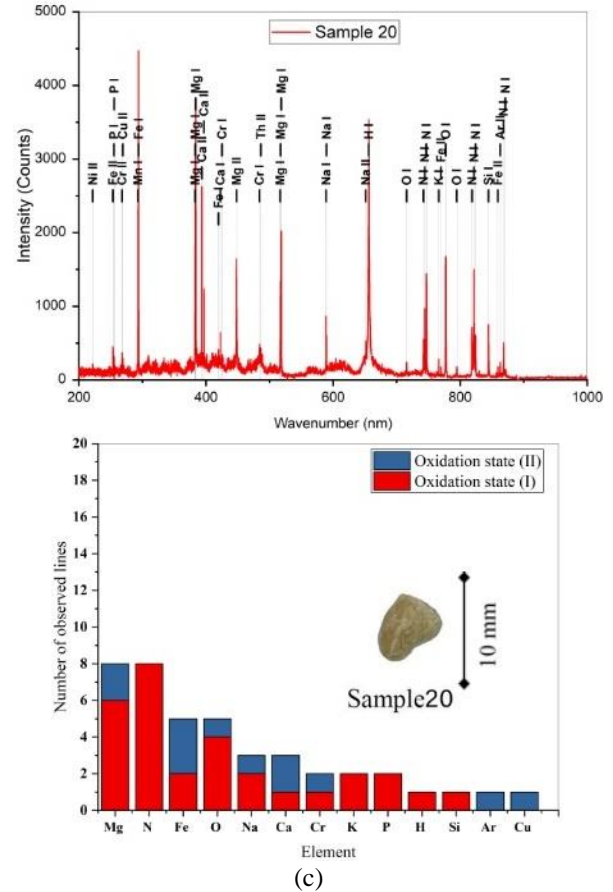 5000
4000
3000
2000
1000
0
Intensity (Counts)
Sample 20
Ni II
Fe II
P I
P I
Cr II
Cu II
Mn I
Fe I
Mg I
Mg I
Mg I
Ca II
Ca II
Fe I
Ca I
Cr I
Mg II
Cr I
Th II
Mg I
Mg I
Mg I
Na I
Na I
Na II
H I
O I
N I
N I
N I
K I
Fe II
O I
O I
N I
N I
N I
Si I
Fe II
Ar II
N I
N I
200
400
600
800
1000
Wavenumber (nm)
20
18
16
14
12
10
8
6
4
2
0
Number of observed lines
Oxidation state (II)
Oxidation state (I)
10 mm
Sample20
Mg N Fe O Na Ca Cr K P H Si Ar Cu
Element
(c)